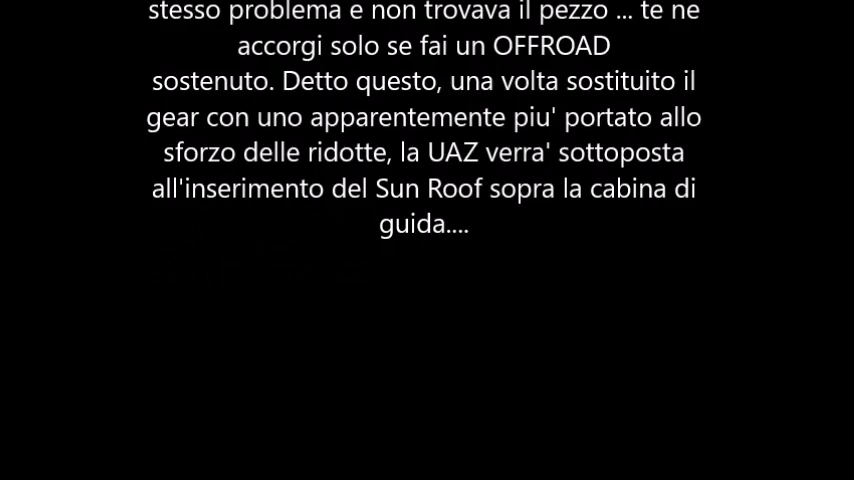 stesso problema e non trovava il pezzo ... te ne
accorgi solo se fai un OFFROAD
sostenuto. Detto questo, una volta sostituito il
gear con uno apparentemente piu' portato allo
sforzo delle ridotte, la UAZ verra' sottoposta
all'inserimento del Sun Roof sopra la cabina di
guida....